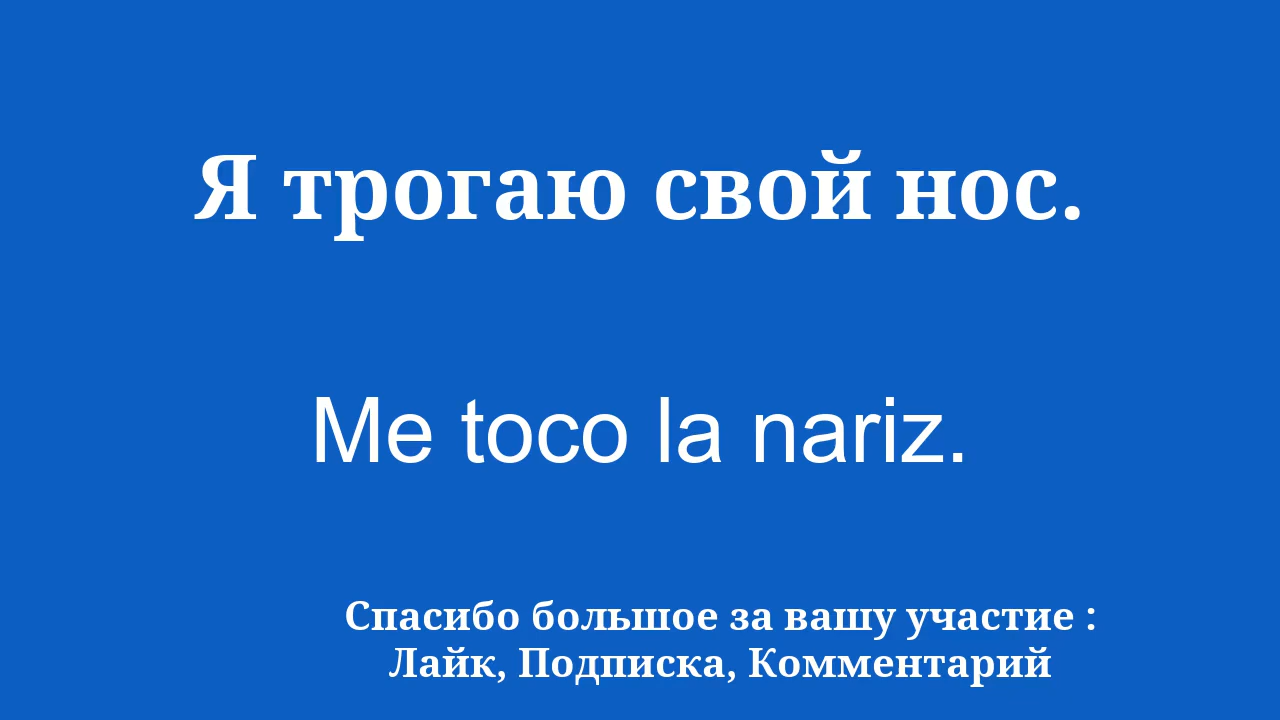 Я трогаю свой нос.
Me toco la nariz.
Спасибо большое за вашу участие :
Лайк, Подписка, Комментарий